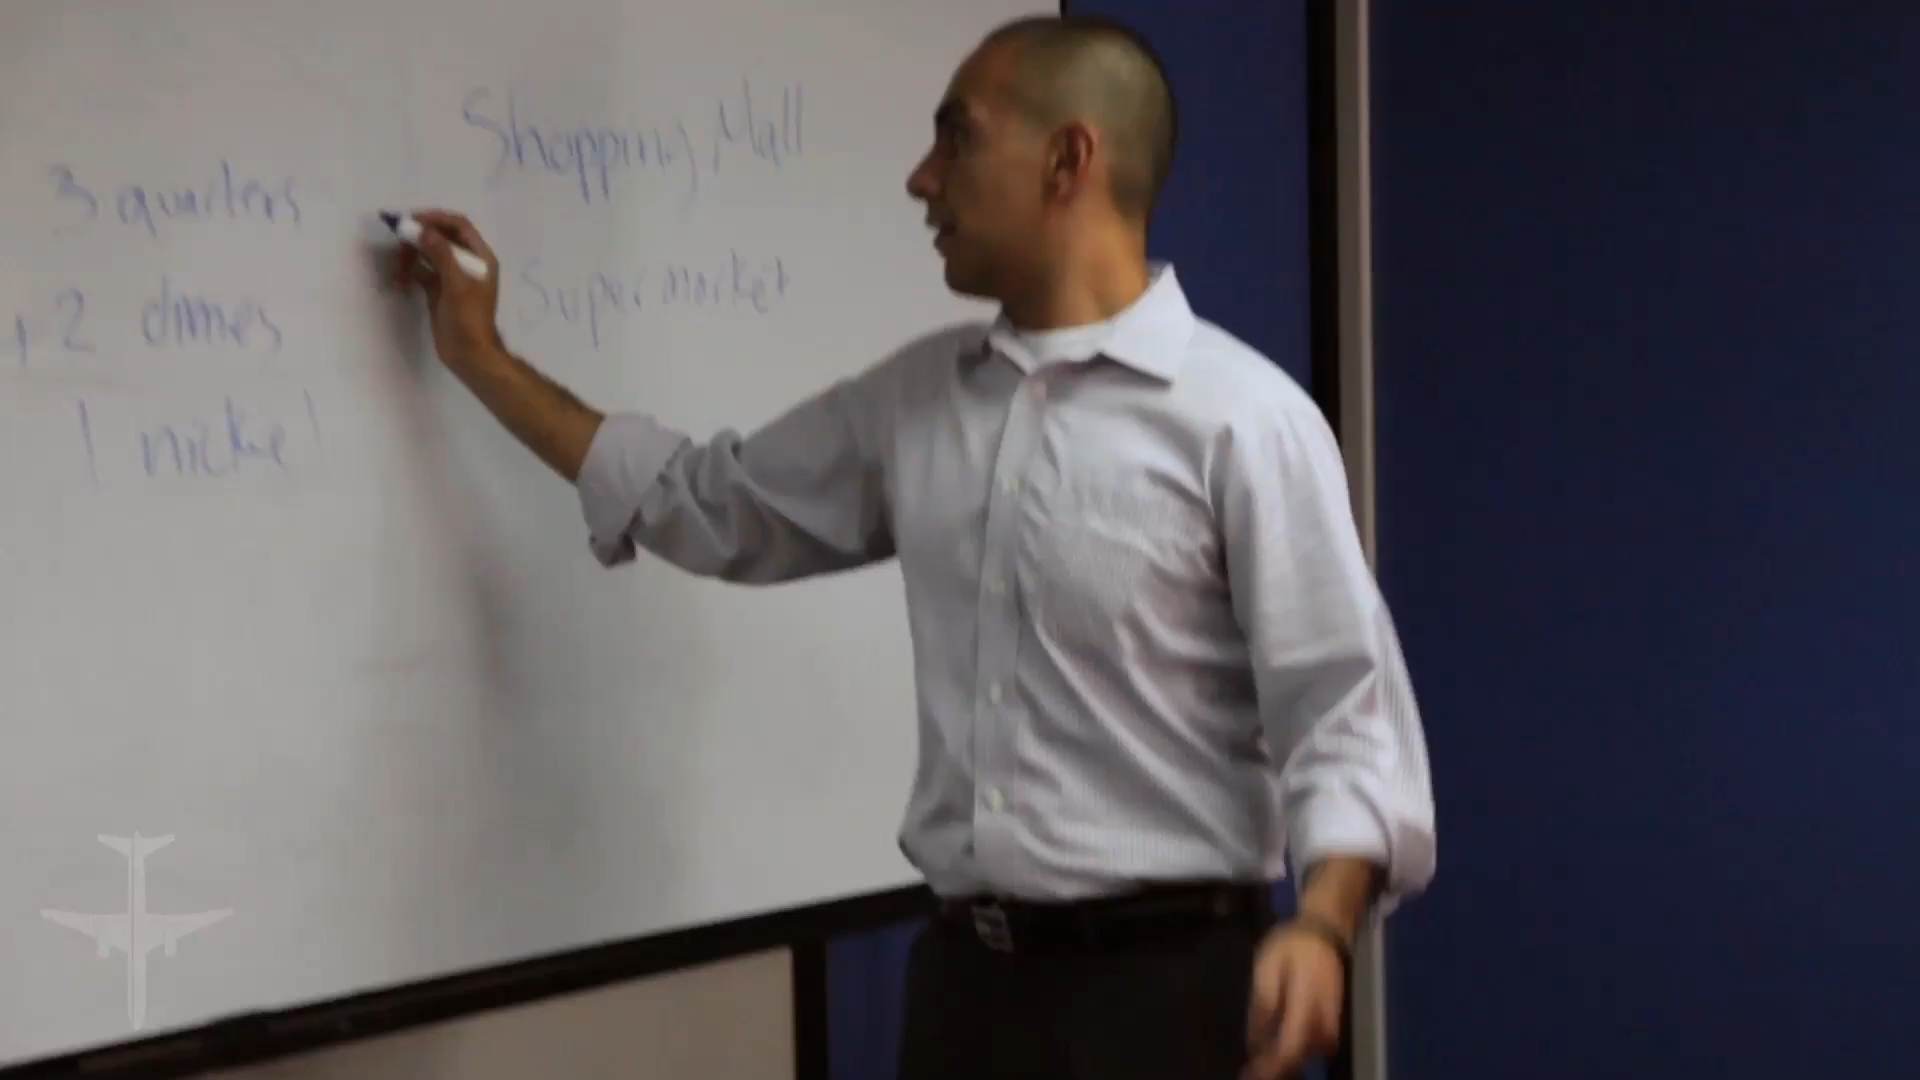 3 quarters
+ 2 dimes
1 nickel
Shopping Mall
Supermarket